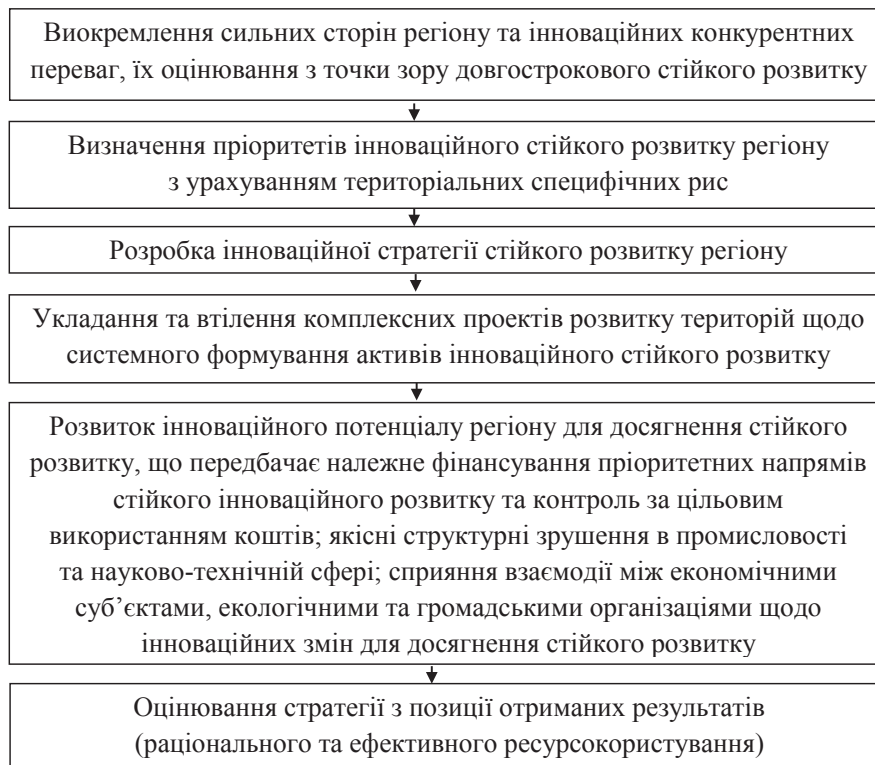 Виокремлення сильних сторін регіону та інноваційних конкурентних
переваг, їх оцінювання з точки зору довгострокового стійкого розвитку
Визначення пріоритетів інноваційного стійкого розвитку регіону
з урахуванням територіальних специфічних рис
Розробка інноваційної стратегії стійкого розвитку регіону
Укладання та втілення комплексних проектів розвитку територій щодо
системного формування активів інноваційного стійкого розвитку
Розвиток інноваційного потенціалу регіону для досягнення стійкого
розвитку, що передбачає належне фінансування пріоритетних напрямів
стійкого інноваційного розвитку та контроль за цільовим
використанням коштів; якісні структурні зрушення в промисловості
та науково-технічній сфері; сприяння взаємодії між економічними
суб’єктами, екологічними та громадськими організаціями щодо
інноваційних змін для досягнення стійкого розвитку
Оцінювання стратегії з позиції отриманих результатів
(раціонального та ефективного ресурсокористування)